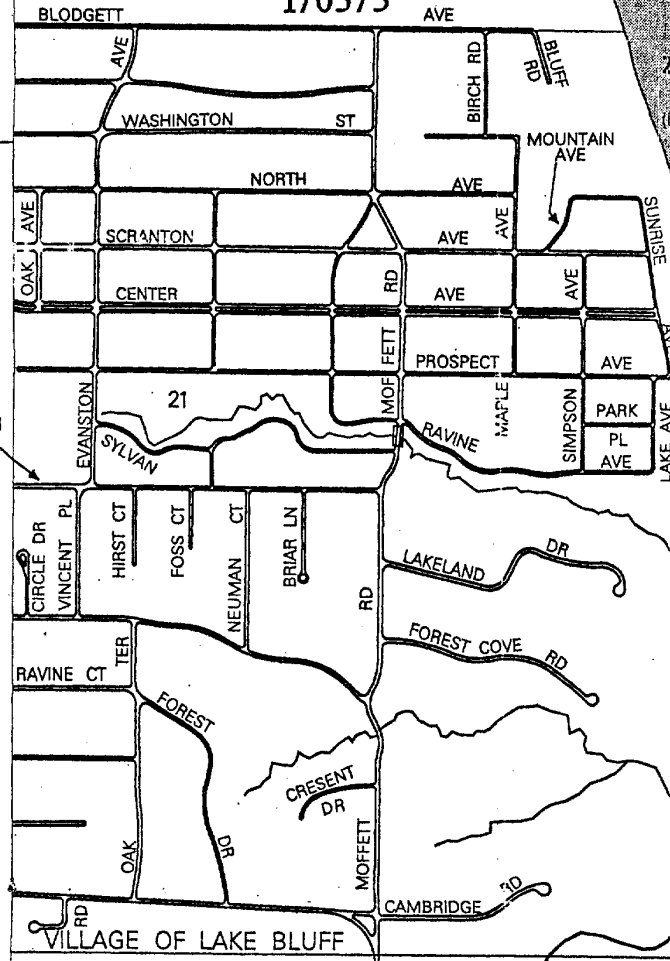 170373
BLODGETT AVE
AVE
BIRCH RD
BLUFF RD
WASHINGTON ST
MOUNTAIN AVE
NORTH AVE
OAK AVE
SCRANTON AVE
AVE
SUNRISE
CENTER AVE
RD
AVE
MOFFETT
PROSPECT AVE
EVANSTON
21
MAPLE
SIMPSON
PARK PL
LAKE AVE
SYLVAN
RAVINE AVE
CIRCLE DR
VINCENT PL
HIRST CT
FOSS CT
NEUMAN CT
BRIAR LN
RD
LAKELAND DR
FOREST COVE RD
TER
RAVINE CT
FOREST
CRESENT DR
OAK
DR
MOFFETT
CAMBRIDGE RD
RD
VILLAGE OF LAKE BLUFF